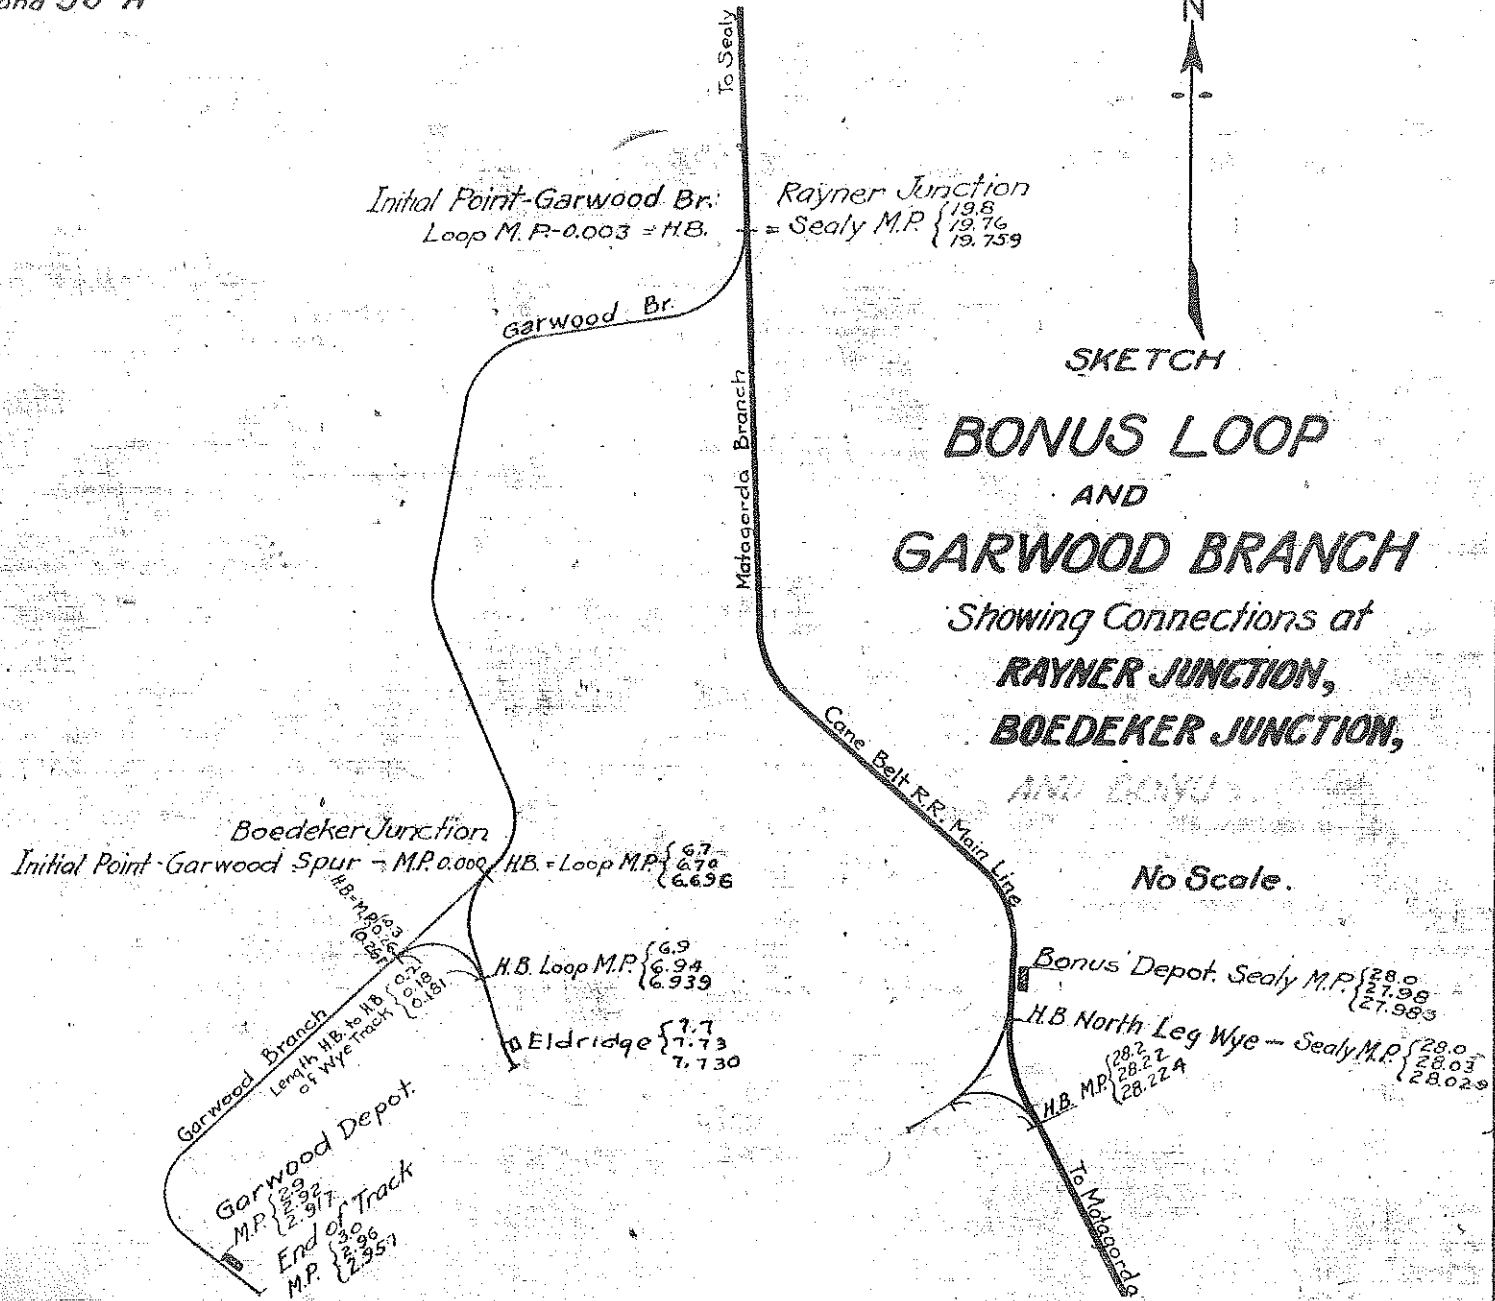 and 30 A
To Sealy
N
Initial Point-Garwood Br.:
Loop M.P.-0.003 = H.B.
Rayner Junction
= Sealy M.P. { 19.8
19.76
19.759
Garwood Br.
SKETCH
BONUS LOOP
AND
GARWOOD BRANCH
Showing Connections at
RAYNER JUNCTION,
BOEDEKER JUNCTION,
AND BONUS.
No Scale.
Matagorda Branch
Cane Belt R.R. Main Line
Boedeker Junction
Initial Point-Garwood Spur - M.P. 0.000
H.B. = Loop M.P. { 6.7
6.70
6.696
H.B. = M.P. { 0.3
0.26
0.261
H.B. Loop M.P. { 6.9
6.94
6.939
Eldridge { 7.7
7.73
7.730
Length H.B. to H.B.
of Wye Track { 0.2
0.18
0.181
Garwood Branch
Garwood Depot.
M.P. { 2.9
2.92
2.917
End of Track
M.P. { 3.0
2.96
2.957
Bonus Depot. Sealy M.P. { 28.0
27.98
27.983
H.B. North Leg Wye - Sealy M.P. { 28.0
28.03
28.029
H.B. M.P. { 28.2
28.22
28.224
To Matagorda